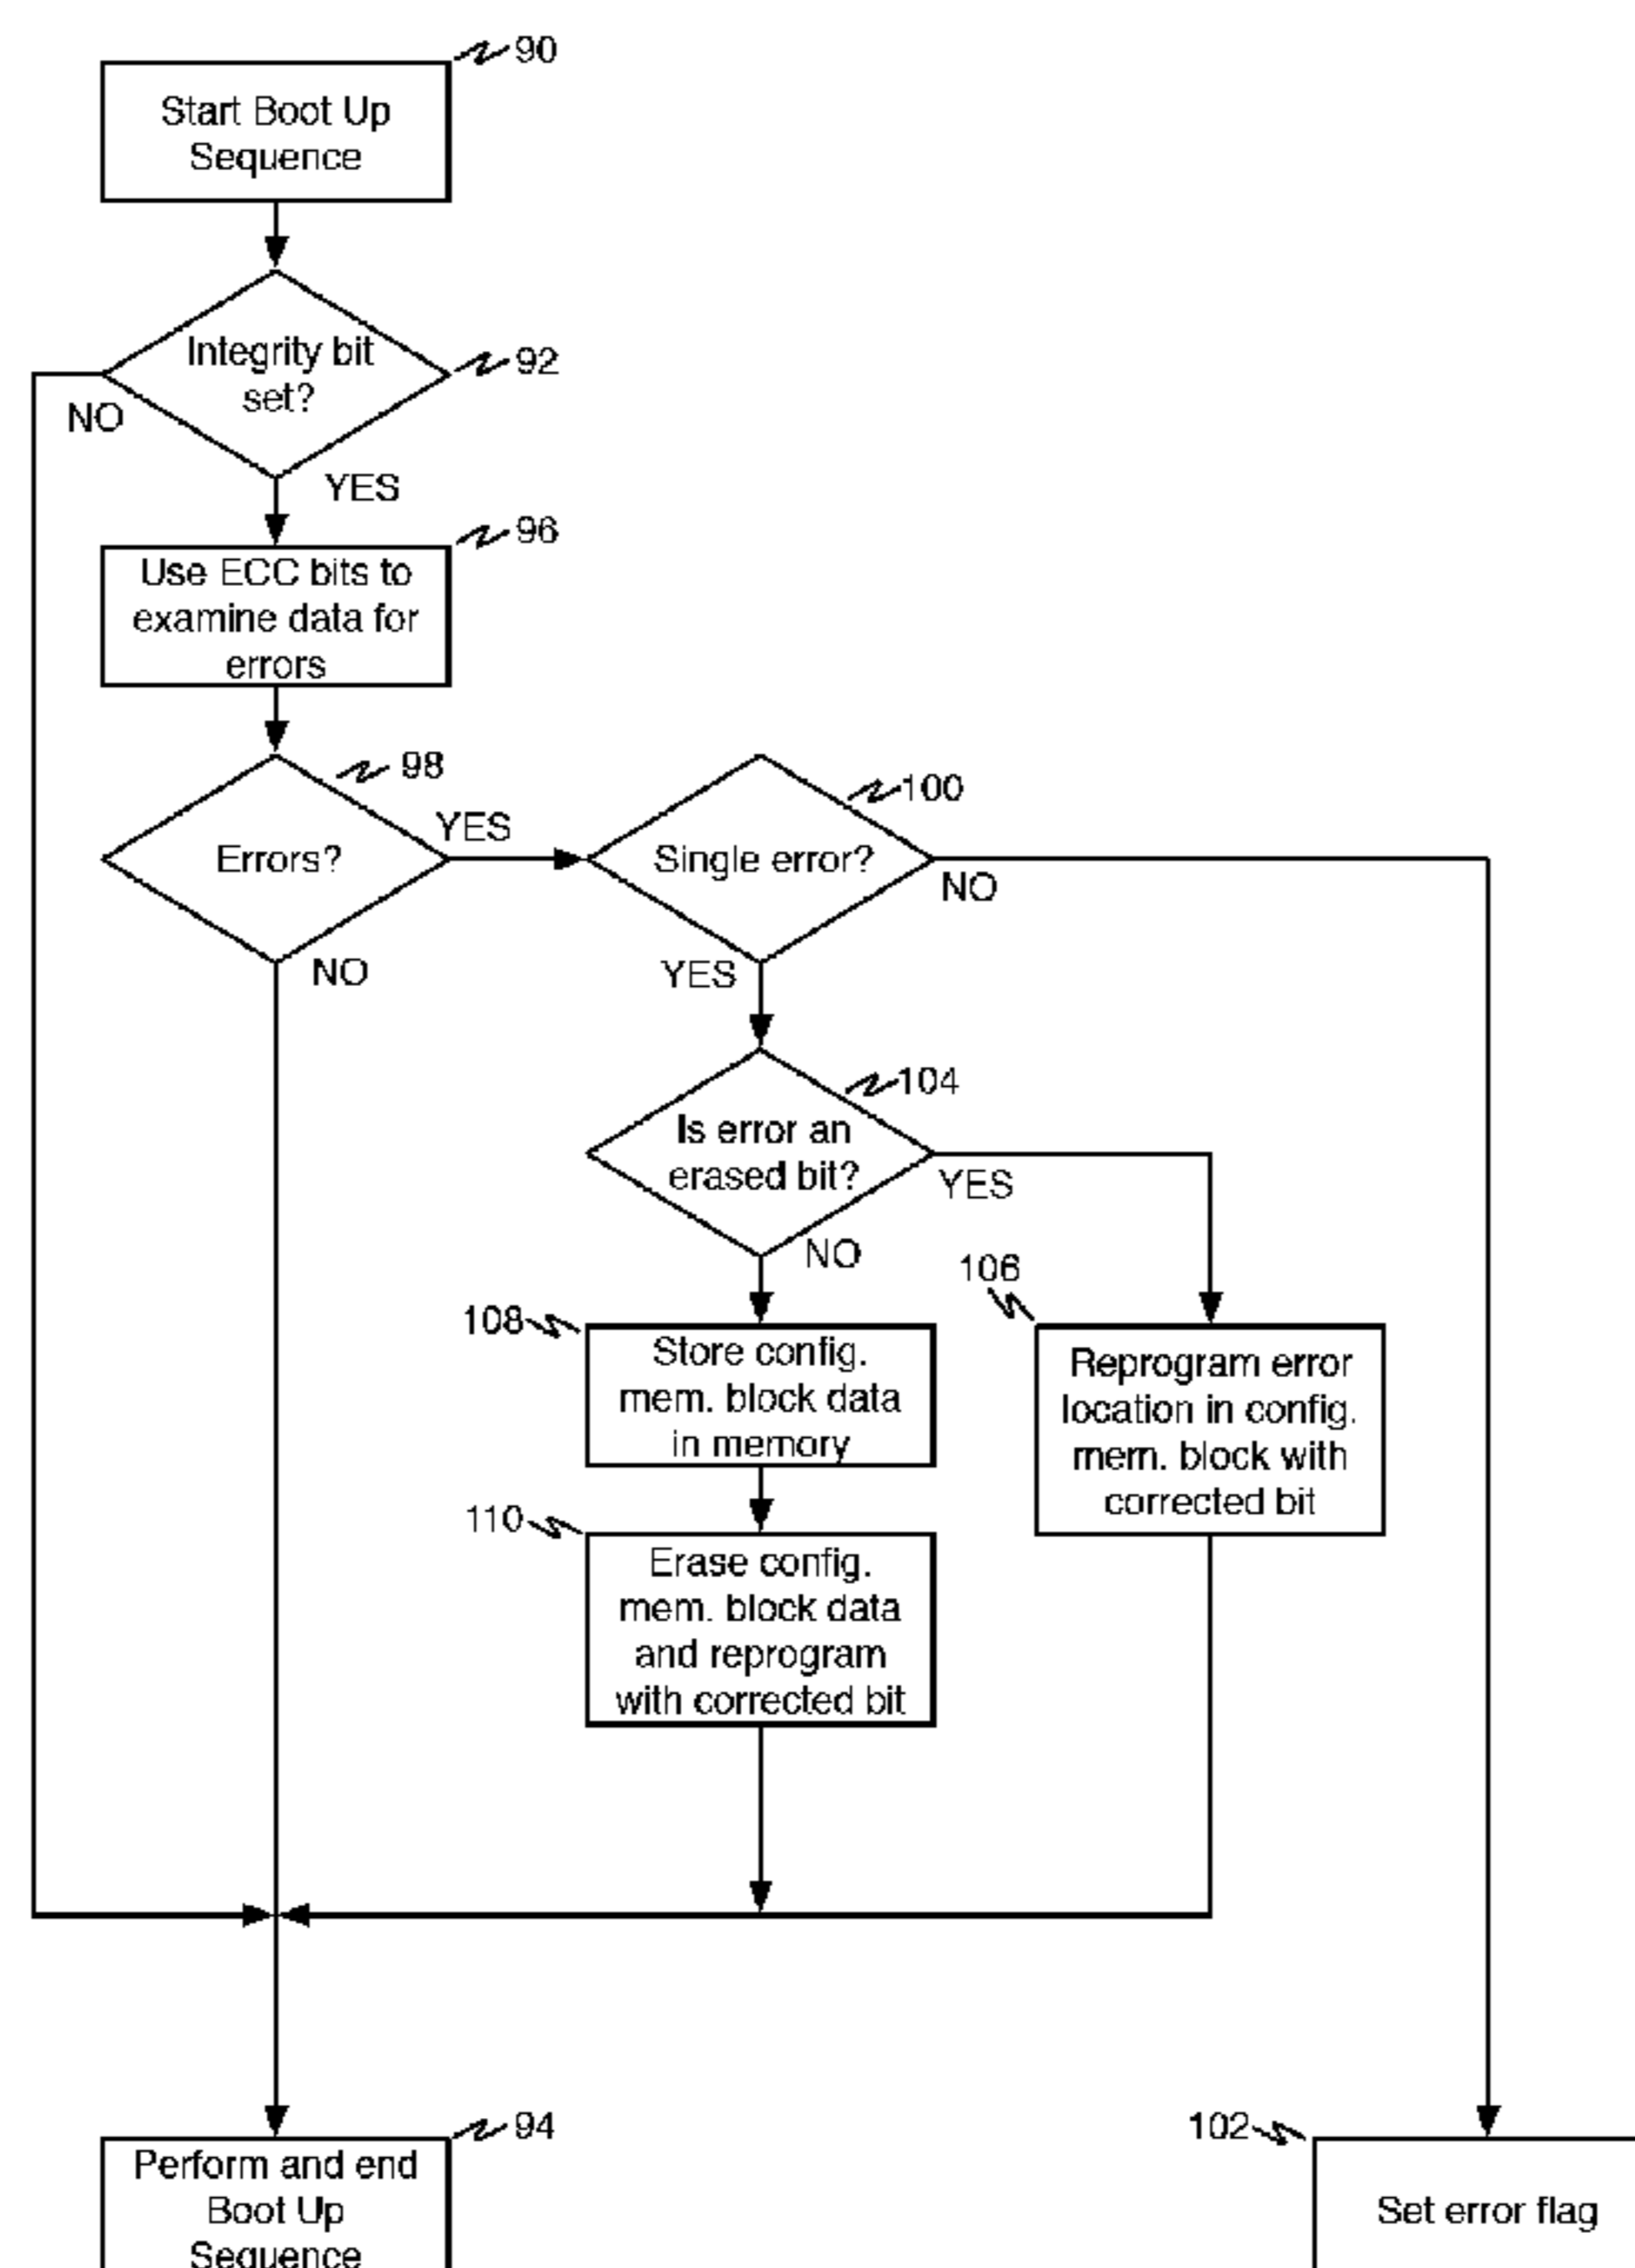 90
Start Boot Up
Sequence
Integrity bit
set?
92
NO
YES
96
Use ECC bits to
examine data for
errors
98
Errors?
YES
NO
100
Single error?
NO
YES
104
Is error an
erased bit?
YES
NO
106
Reprogram error
location in config.
mem. block with
corrected bit
108
Store config.
mem. block data
in memory
110
Erase config.
mem. block data
and reprogram
with corrected bit
94
Perform and end
Boot Up
Sequence
102
Set error flag